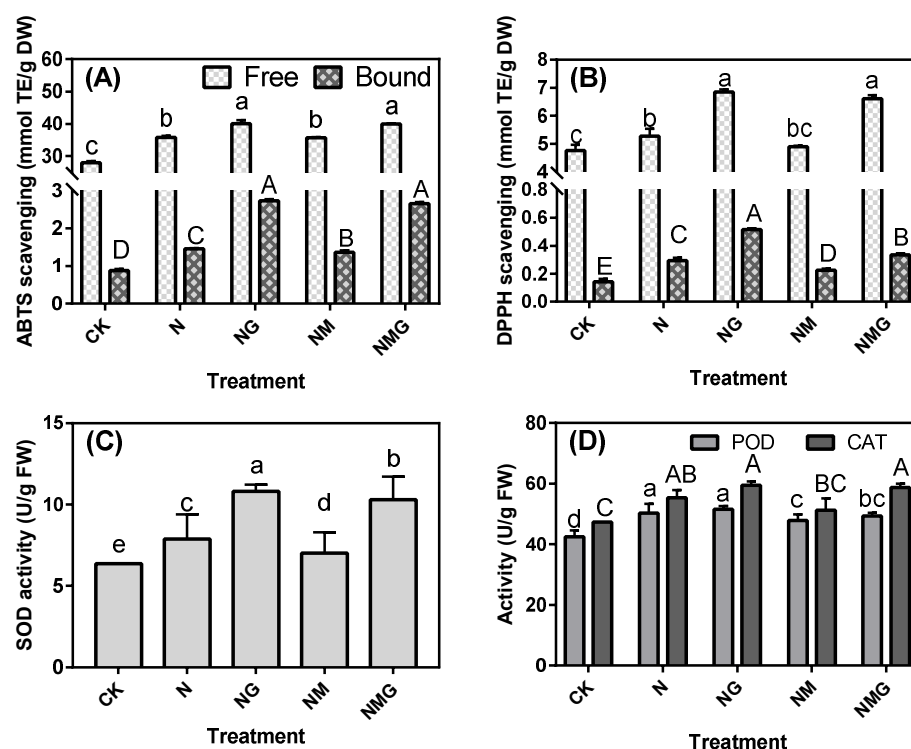 (A)
Free Bound
ABTS scavenging (mmol TE/g DW)
60
50
40
30
3
2
1
0
c b a b a
D C A B A
CK N NG NM NMG
Treatment
(B)
DPPH scavenging (mmol TE/g DW)
8
7
6
5
4
0.8
0.6
0.4
0.2
0.0
c b a bc a
E C A D B
CK N NG NM NMG
Treatment
(C)
SOD activity (U/g FW)
15
10
5
0
e c a d b
CK N NG NM NMG
Treatment
(D)
POD CAT
Activity (U/g FW)
80
60
40
20
0
d C a AB a A c BC bc A
CK N NG NM NMG
Treatment